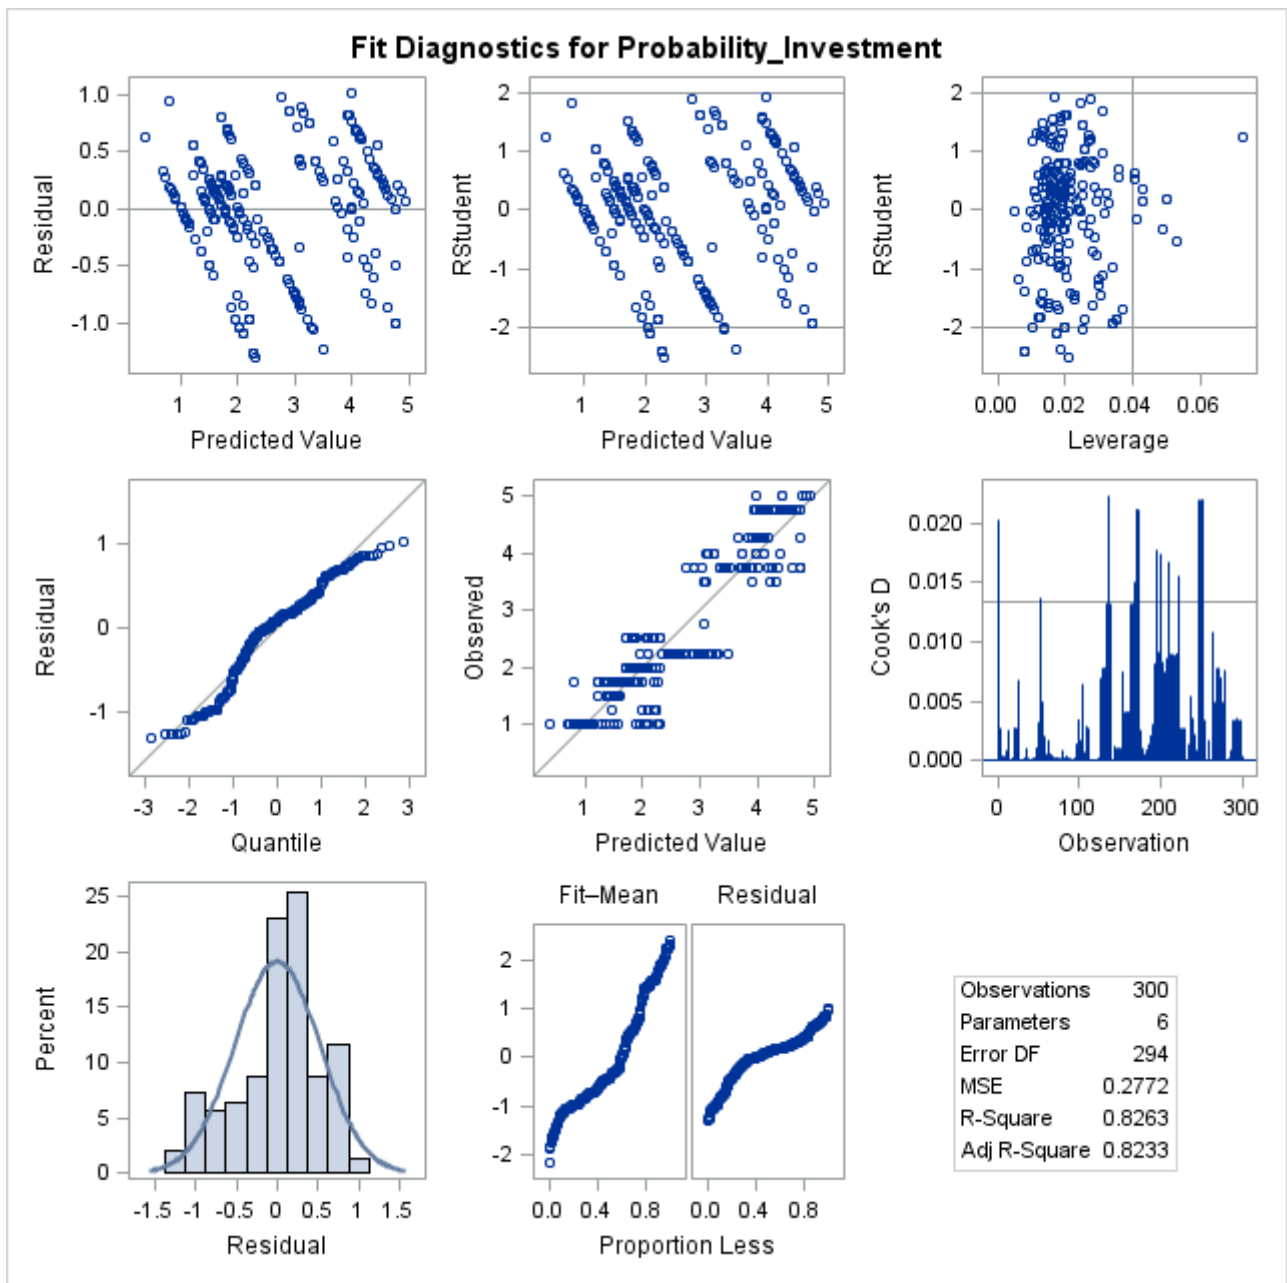 Fit Diagnostics for Probability_Investment
1.0
0.5
0.0
-0.5
-1.0
Residual
1 2 3 4 5
Predicted Value
2
1
0
-1
-2
RStudent
1 2 3 4 5
Predicted Value
2
1
0
-1
-2
RStudent
0.00 0.02 0.04 0.06
Leverage
1
0
-1
Residual
-3 -2 -1 0 1 2 3
Quantile
5
4
3
2
1
Observed
1 2 3 4 5
Predicted Value
0.020
0.015
0.010
0.005
0.000
Cook's D
0 100 200 300
Observation
25
20
15
10
5
0
Percent
-1.5 -1 -0.5 0 0.5 1 1.5
Residual
Fit–Mean Residual
2
1
0
-1
-2
0.0 0.4 0.8 0.0 0.4 0.8
Proportion Less
Observations 300
Parameters 6
Error DF 294
MSE 0.2772
R-Square 0.8263
Adj R-Square 0.8233